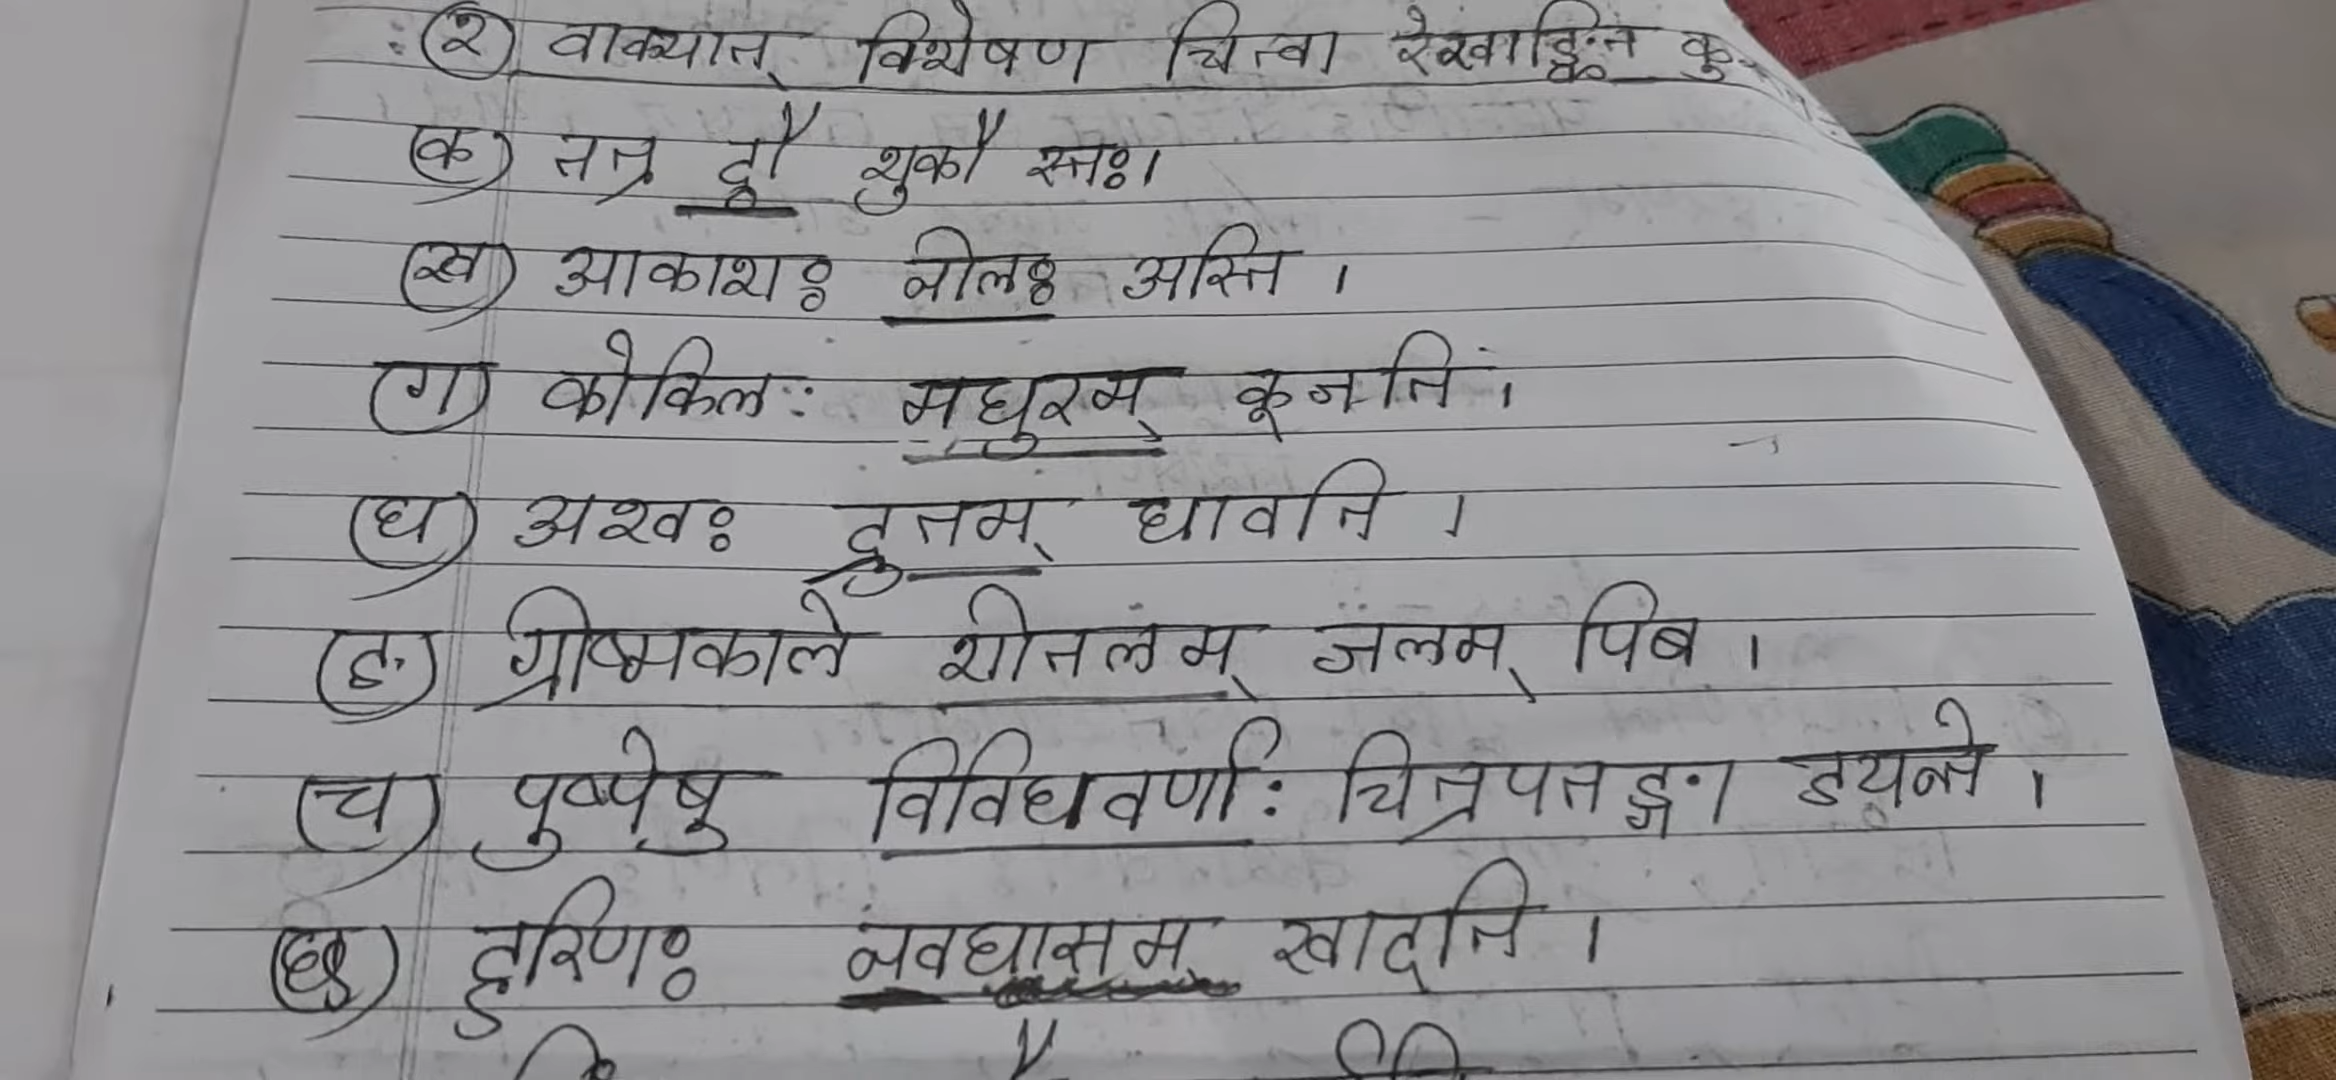 (२) वाक्यात् विशेषण चित्वा रेखाङ्कित कु
(क) तत्र द्वौ शुकौ स्तः।
(ख) आकाशः नीलः अस्ति ।
(ग) कोकिलः मधुरम् कूजति ।
(घ) अश्वः द्रुतम् धावति ।
(ङ) ग्रीष्मकाले शीतलम् जलम् पिब ।
(च) पुष्पेषु विविधवर्णाः चित्रपतङ्गा डयन्ते ।
(छ) हरिणः नवघासम् खादति ।